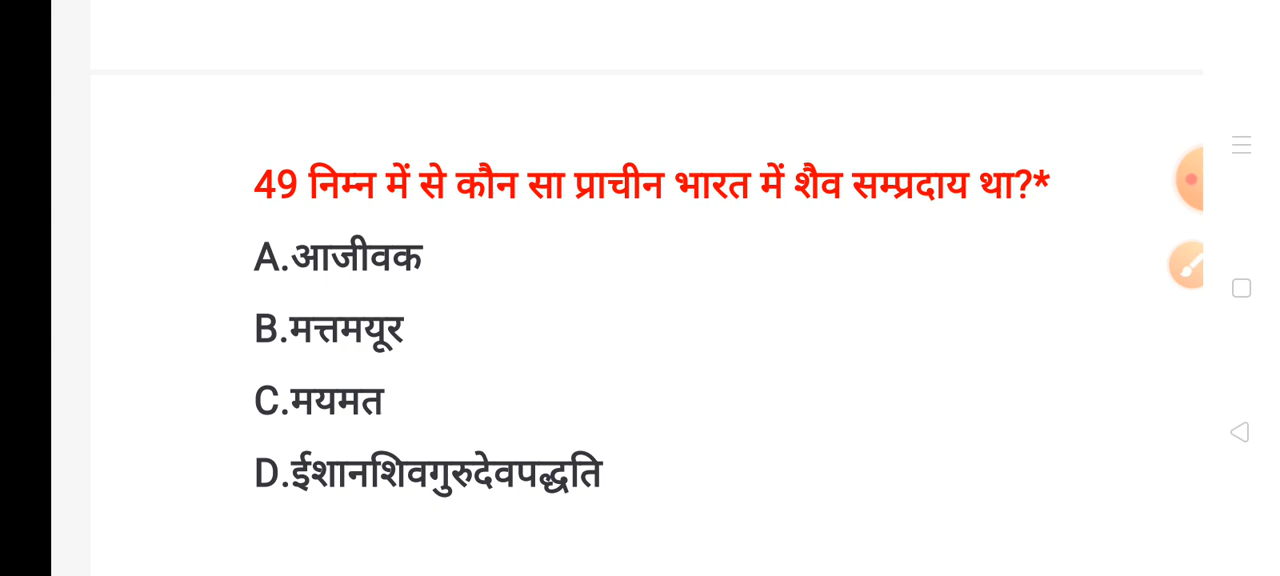 49 निम्न में से कौन सा प्राचीन भारत में शैव सम्प्रदाय था?*
A.आजीवक
B.मत्तमयूर
C.मयमत
D.ईशानशिवगुरुदेवपद्धति